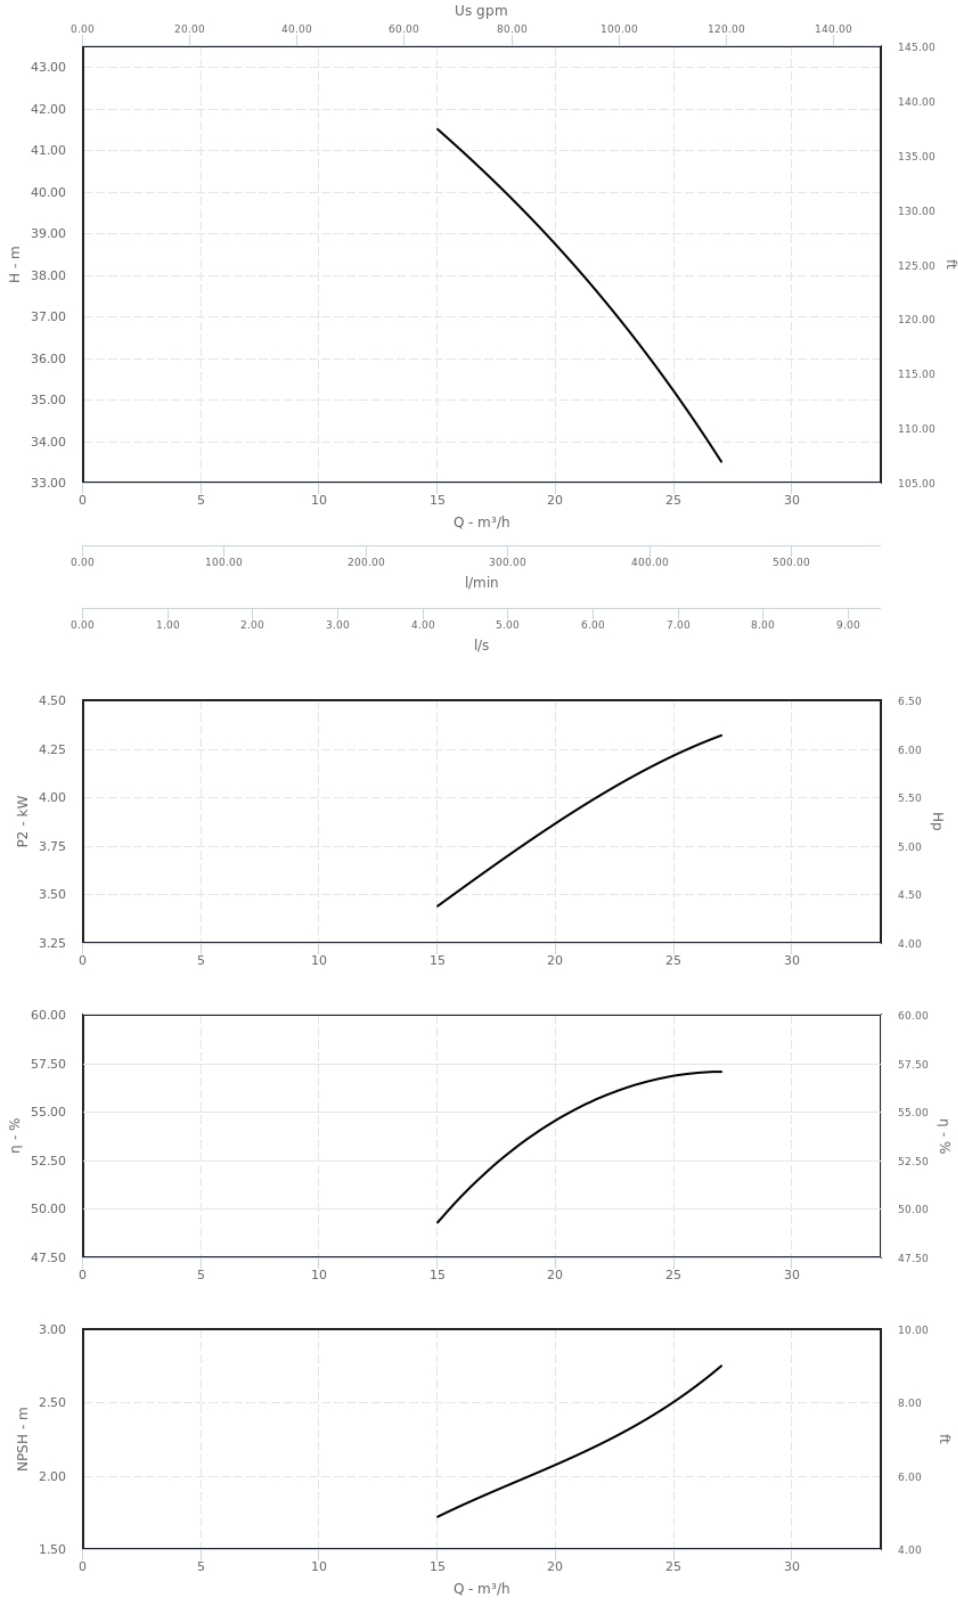 Us gpm
0.00 20.00 40.00 60.00 80.00 100.00 120.00 140.00
43.00 145.00
42.00 140.00
41.00 135.00
40.00 130.00
39.00 125.00
38.00 120.00
37.00 115.00
36.00 110.00
35.00 105.00
34.00
33.00
H - m
ft
0 5 10 15 20 25 30
Q - m³/h
0.00 100.00 200.00 300.00 400.00 500.00
l/min
0.00 1.00 2.00 3.00 4.00 5.00 6.00 7.00 8.00 9.00
l/s
4.50 6.50
4.25 6.00
4.00 5.50
3.75 5.00
3.50 4.50
3.25 4.00
P2 - kW
Hp
0 5 10 15 20 25 30
60.00 60.00
57.50 57.50
55.00 55.00
52.50 52.50
50.00 50.00
47.50 47.50
η - %
η - %
0 5 10 15 20 25 30
3.00 10.00
2.50 8.00
2.00 6.00
1.50 4.00
NPSH - m
ft
0 5 10 15 20 25 30
Q - m³/h